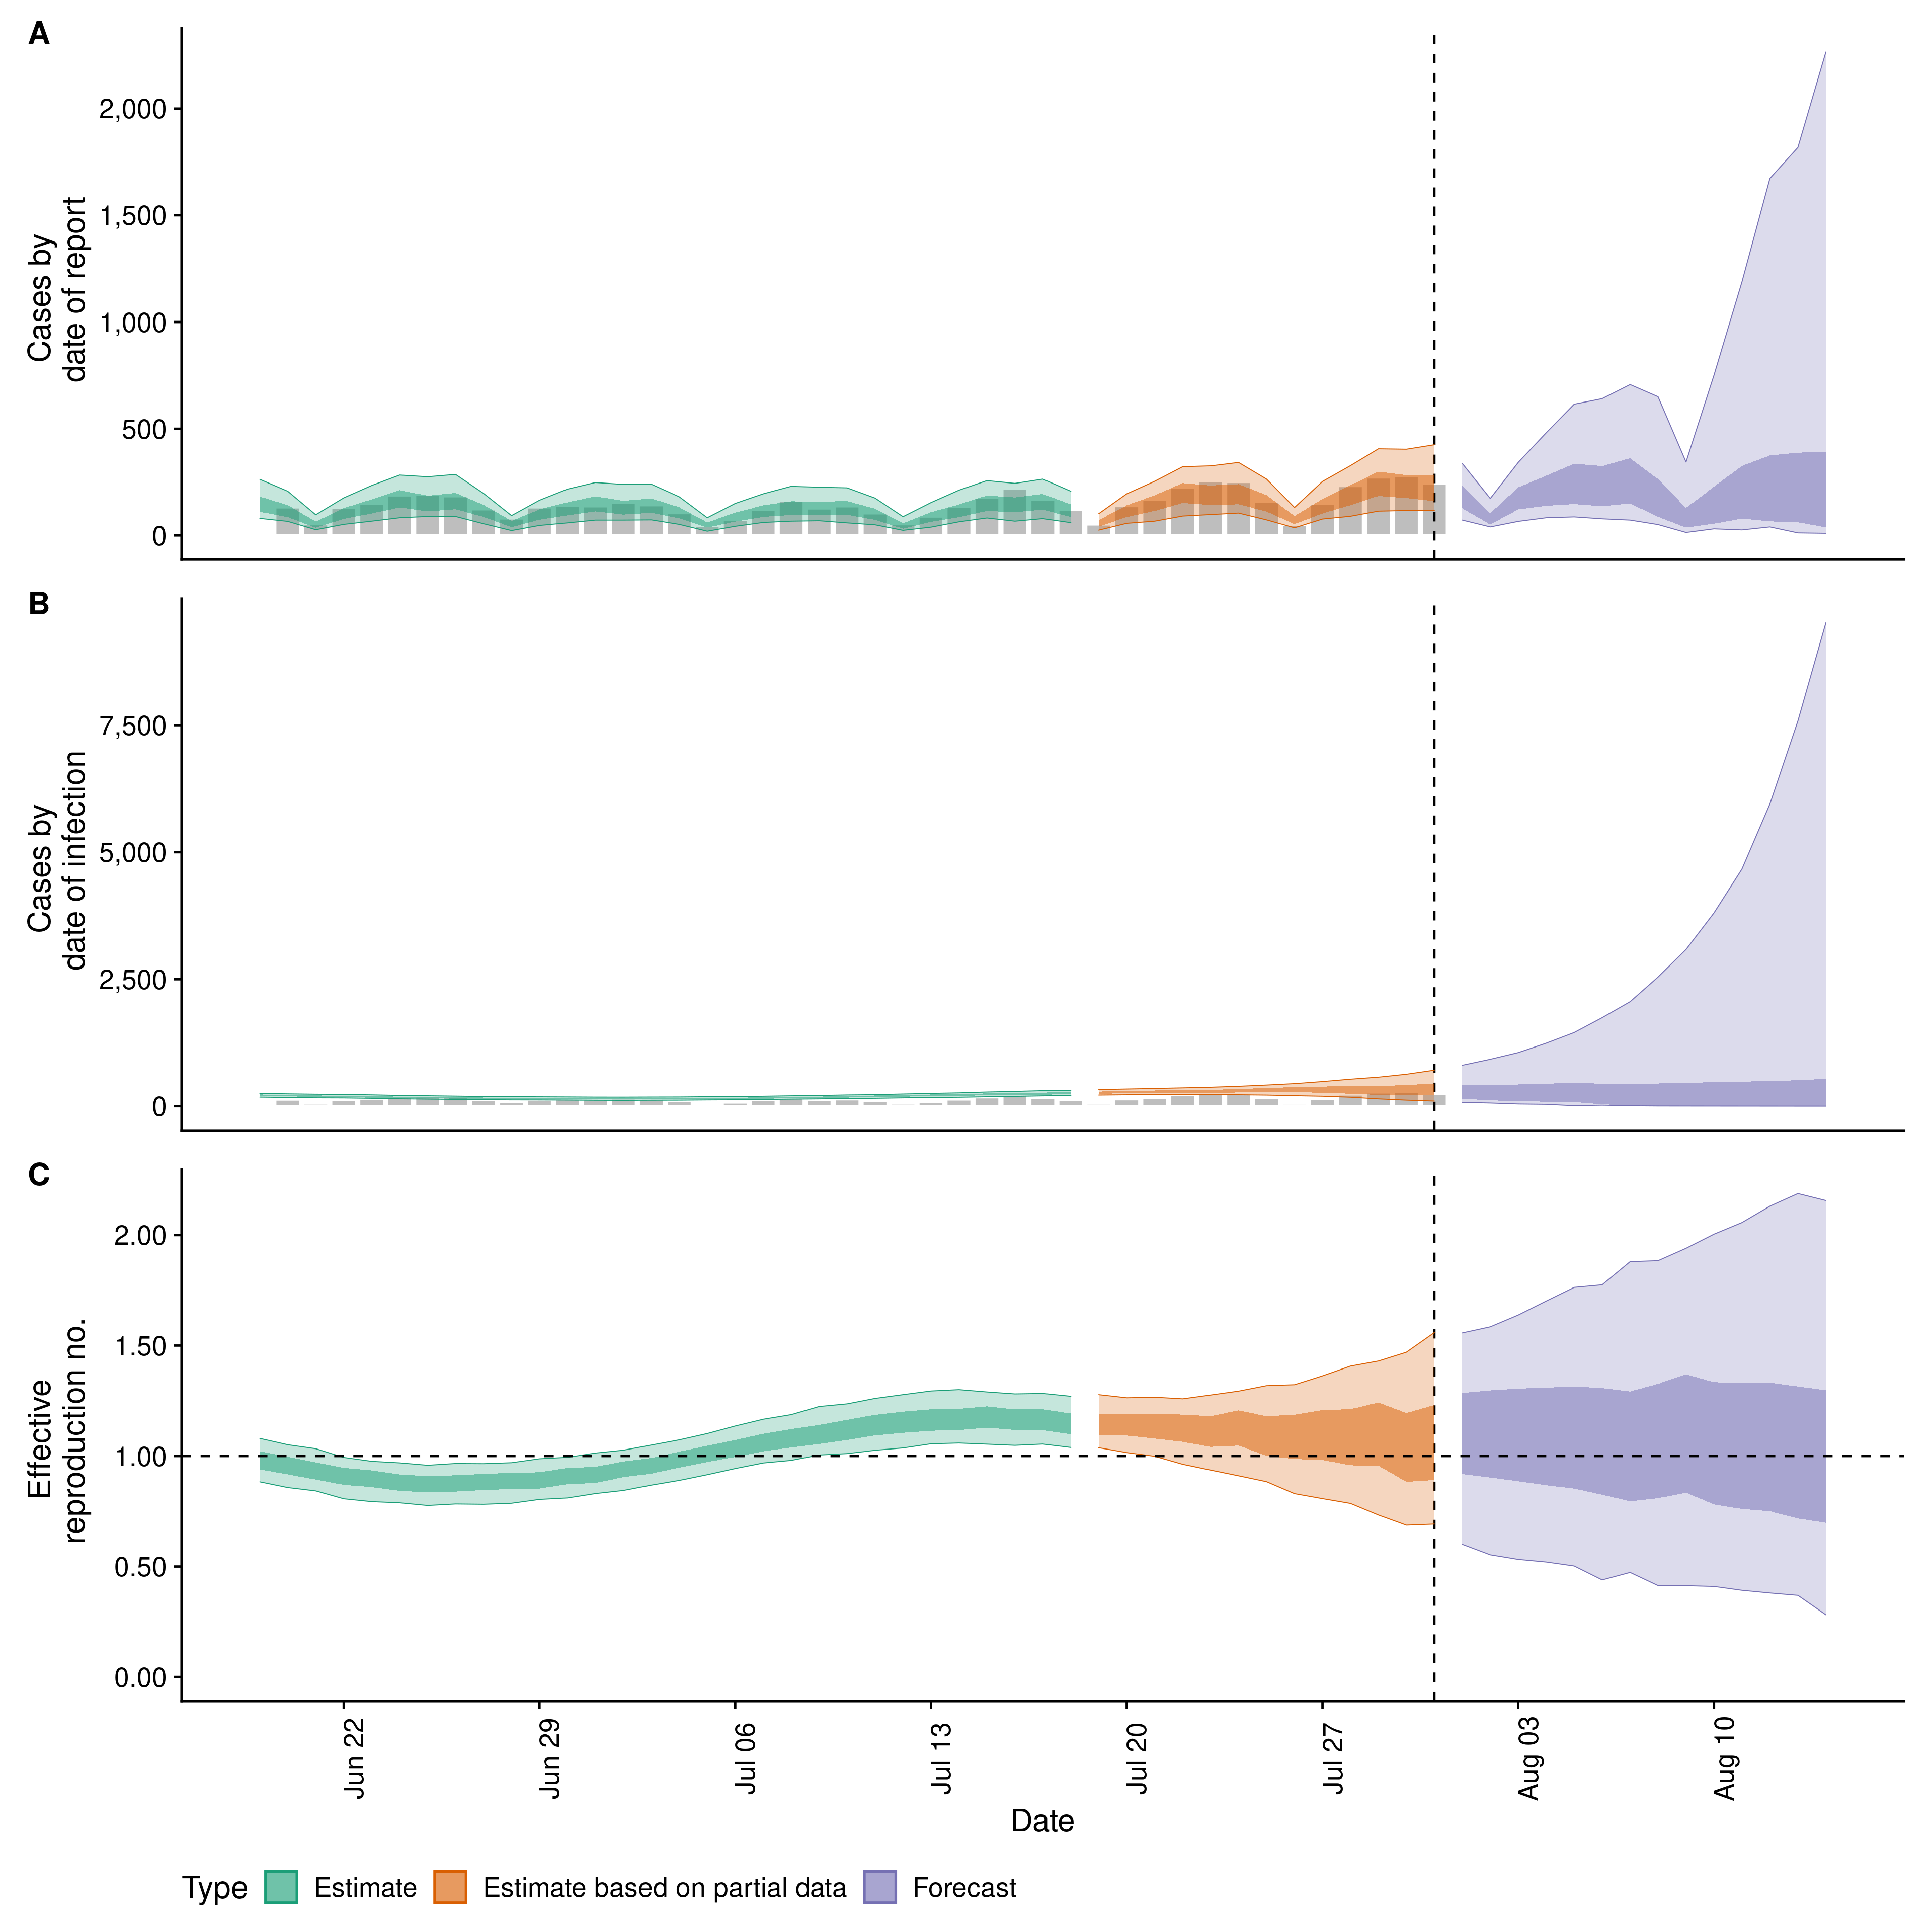 A
Cases by
date of report
2,000
1,500
1,000
500
0
B
Cases by
date of infection
7,500
5,000
2,500
0
C
Effective
reproduction no.
2.00
1.50
1.00
0.50
0.00
Jun 22
Jun 29
Jul 06
Jul 13
Jul 20
Jul 27
Aug 03
Aug 10
Date
Type Estimate Estimate based on partial data Forecast